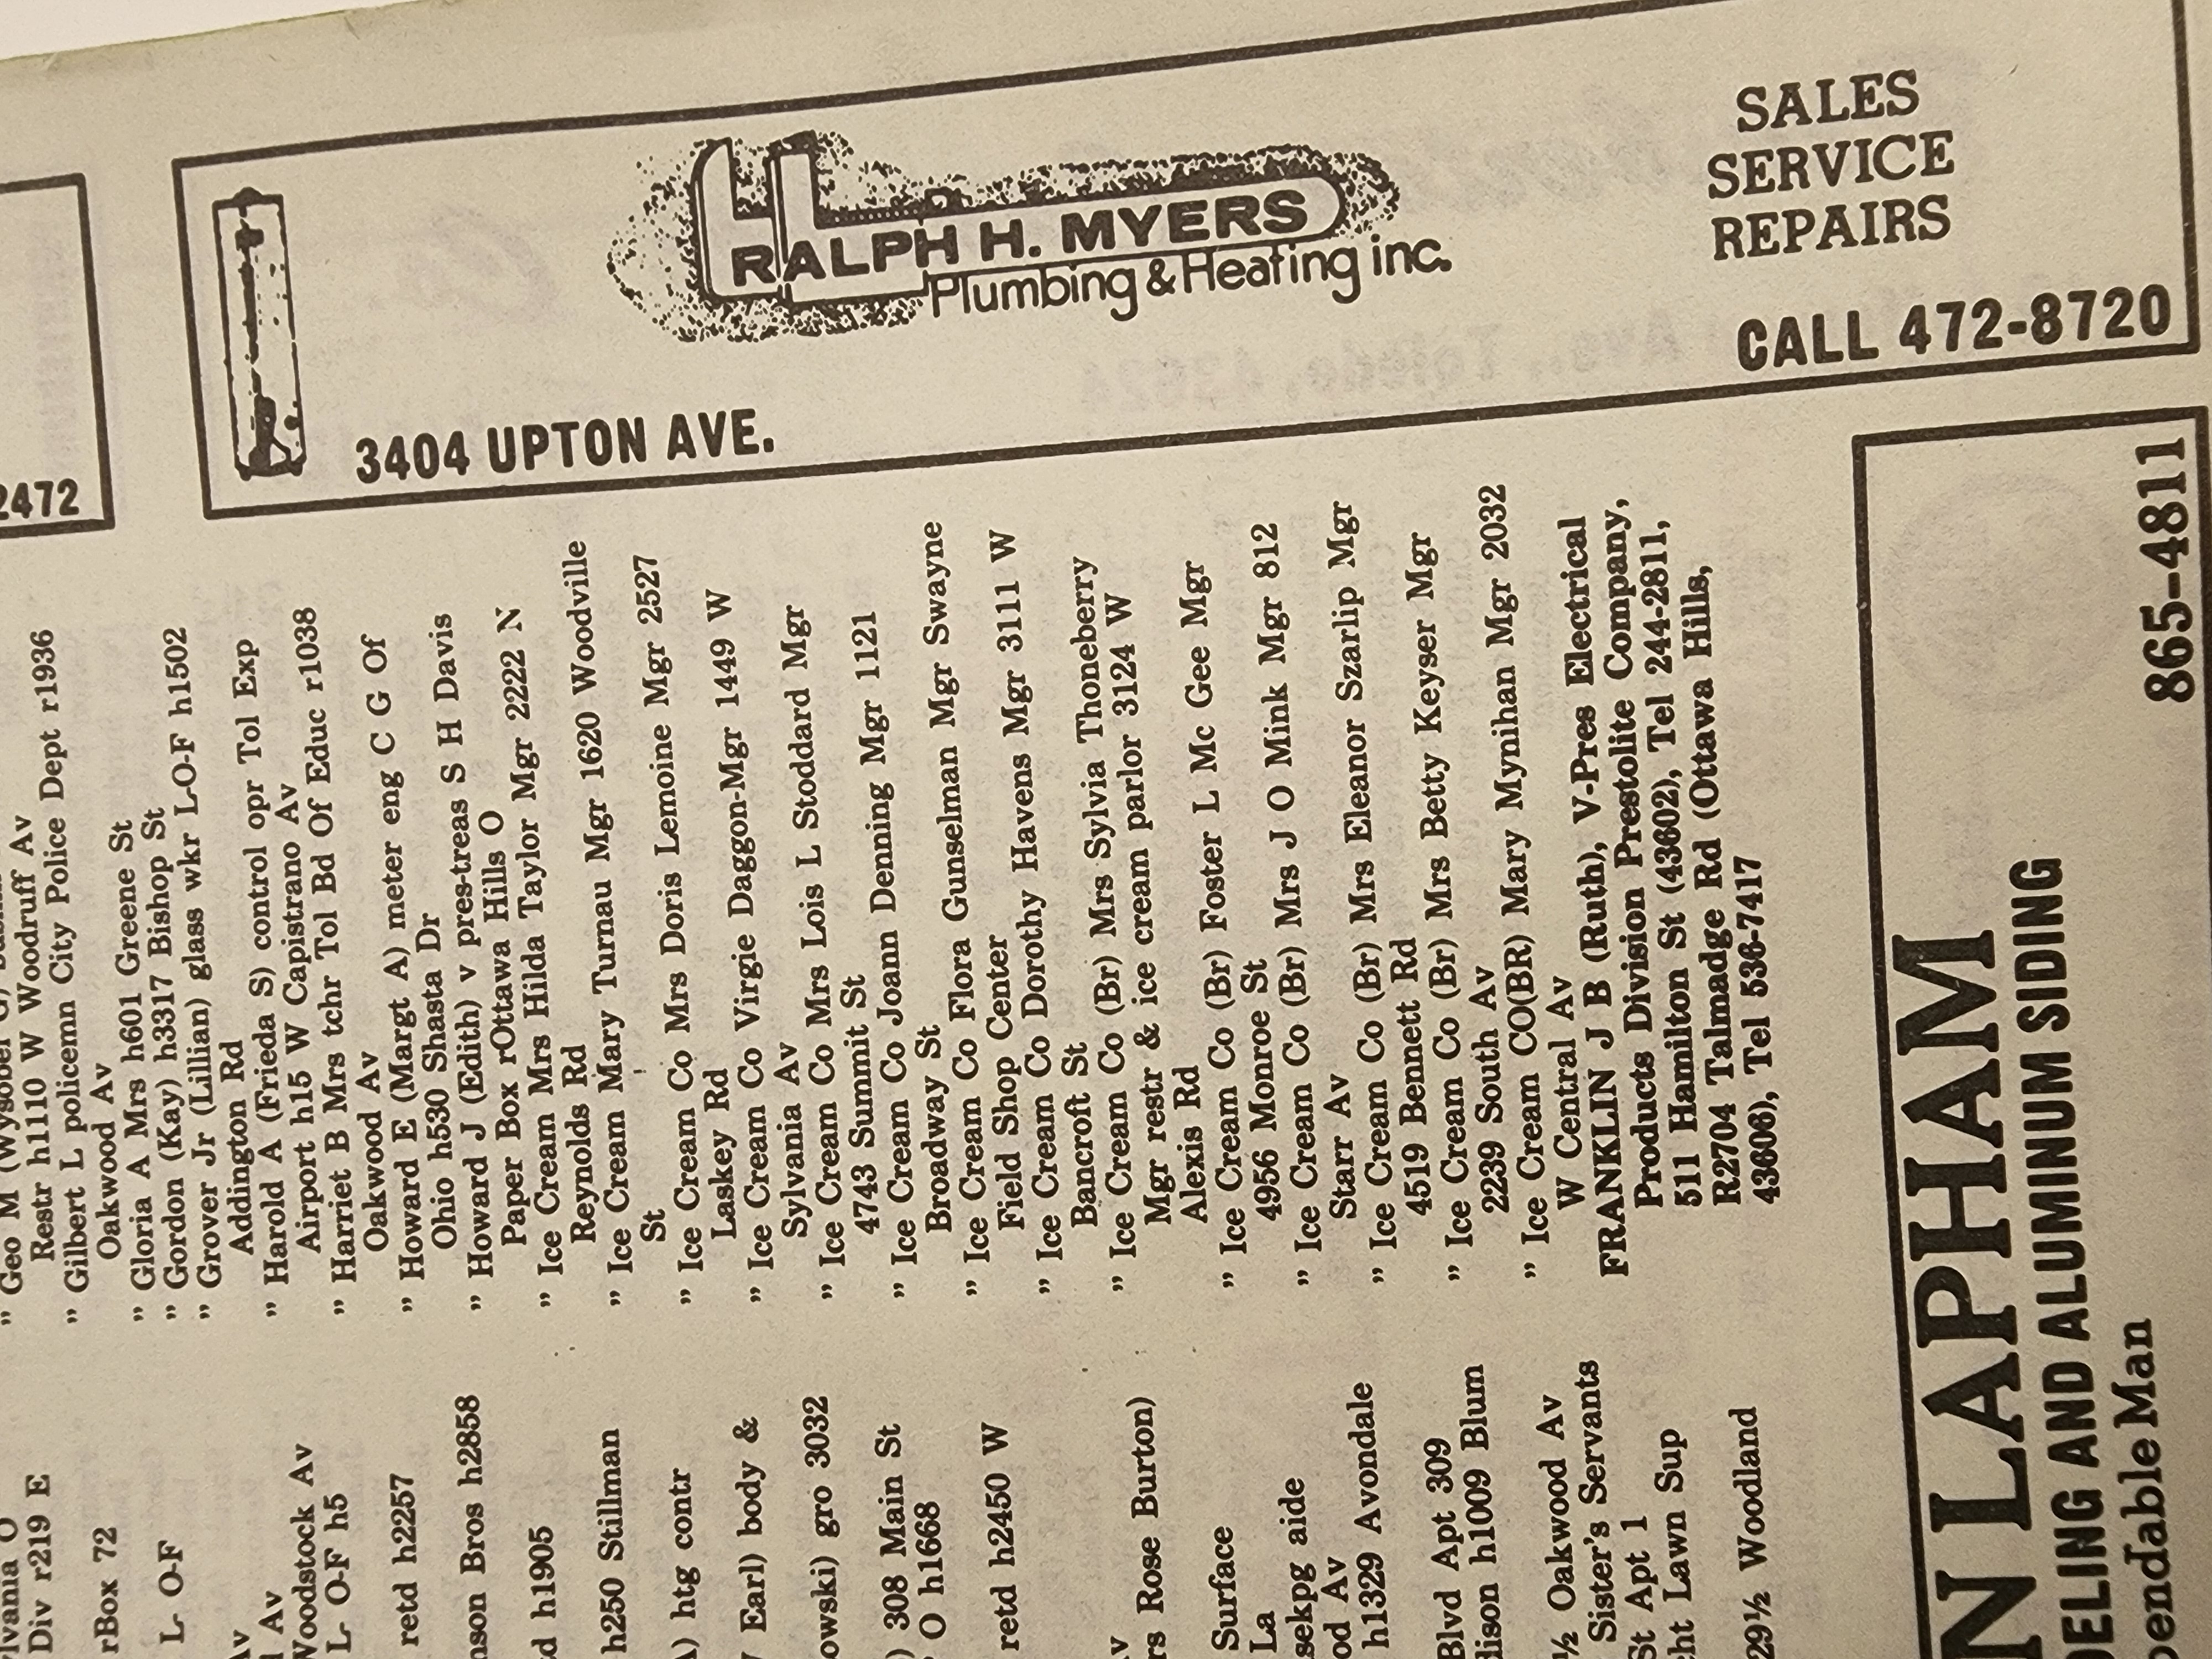 2472
RALPH H. MYERS
Plumbing & Heating inc.
SALES
SERVICE
REPAIRS
3404 UPTON AVE.
CALL 472-8720
" Geo M
Restr h1110 W Woodruff Av
" Gilbert L policemn City Police Dept r1936
Oakwood Av
" Gloria A Mrs h601 Greene St
" Gordon (Kay) h3317 Bishop St
" Grover Jr (Lillian) glass wkr L-O-F h1502
Addington Rd
" Harold A (Frieda S) control opr Tol Exp
Airport h15 W Capistrano Av
" Harriet B Mrs tchr Tol Bd Of Educ r1038
Oakwood Av
" Howard E (Margt A) meter eng C G Of
Ohio h530 Shasta Dr
" Howard J (Edith) v pres-treas S H Davis
Paper Box rOttawa Hills O
" Ice Cream Mrs Hilda Taylor Mgr 2222 N
Reynolds Rd
" Ice Cream Mary Turnau Mgr 1620 Woodville
St
" Ice Cream Co Mrs Doris Lemoine Mgr 2527
Laskey Rd
" Ice Cream Co Virgie Daggon-Mgr 1449 W
Sylvania Av
" Ice Cream Co Mrs Lois L Stoddard Mgr
4743 Summit St
" Ice Cream Co Joann Denning Mgr 1121
Broadway St
" Ice Cream Co Flora Gunselman Mgr Swayne
Field Shop Center
" Ice Cream Co Dorothy Havens Mgr 3111 W
Bancroft St
" Ice Cream Co (Br) Mrs Sylvia Thoneberry
Mgr restr & ice cream parlor 3124 W
Alexis Rd
" Ice Cream Co (Br) Foster L Mc Gee Mgr
4956 Monroe St
" Ice Cream Co (Br) Mrs J O Mink Mgr 812
Starr Av
" Ice Cream Co (Br) Mrs Eleanor Szarlip Mgr
4519 Bennett Rd
" Ice Cream Co (Br) Mrs Betty Keyser Mgr
2239 South Av
" Ice Cream CO(BR) Mary Mynihan Mgr 2032
W Central Av
FRANKLIN J B (Ruth), V-Pres Electrical
Products Division Prestolite Company,
511 Hamilton St (43602), Tel 244-2811,
R2704 Talmadge Rd (Ottawa Hills,
43606), Tel 536-7417
Div r219 E
rBox 72
L- O-F
Av
Av
Woodstock Av
L- O-F h5
retd h2257
Bros h2858
h1905
h250 Stillman
htg contr
Earl) body &
gro 3032
308 Main St
O h1668
retd h2450 W
Rose Burton)
Surface
La
aide
Av
h1329 Avondale
Blvd Apt 309
h1009 Blum
½ Oakwood Av
Sister's Servants
St Apt 1
Lawn Sup
29½ Woodland
LAPHAM
AND ALUMINUM SIDING
Man
865-4811